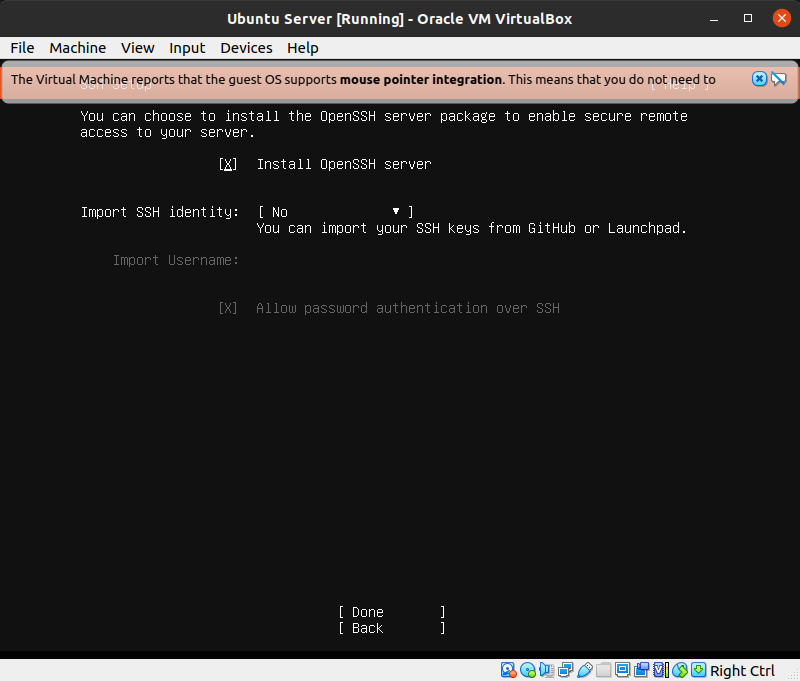 Ubuntu Server [Running] - Oracle VM VirtualBox
File Machine View Input Devices Help
The Virtual Machine reports that the guest OS supports mouse pointer integration. This means that you do not need to
SSH Setup [ Help ]
You can choose to install the OpenSSH server package to enable secure remote
access to your server.
[X] Install OpenSSH server
Import SSH identity: [ No ▾ ]
You can import your SSH keys from GitHub or Launchpad.
Import Username:
[X] Allow password authentication over SSH
[ Done ]
[ Back ]
Right Ctrl